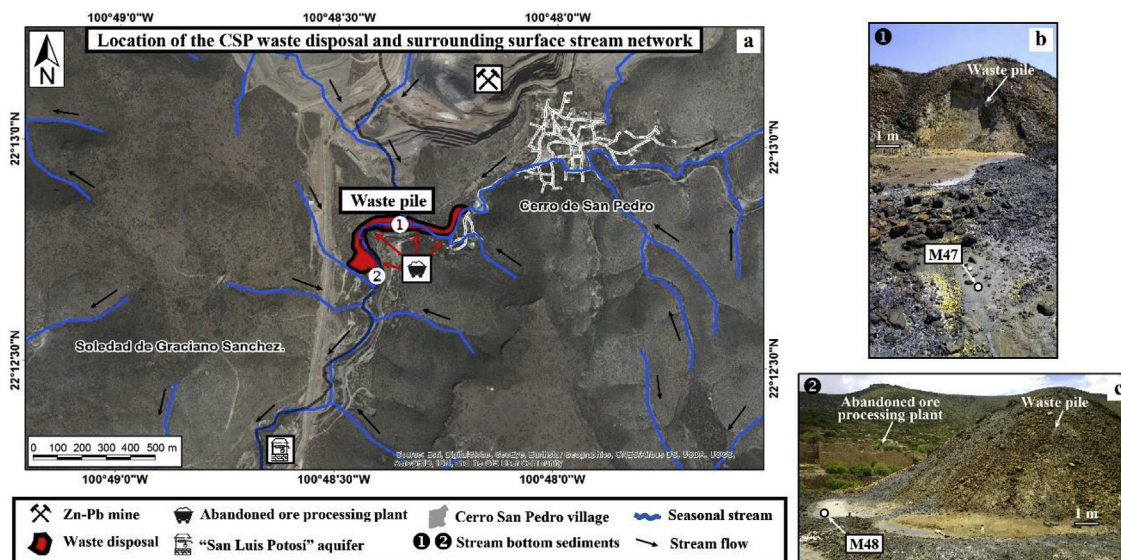 100°49'0"W
100°48'30"W
100°48'0"W
Location of the CSP waste disposal and surrounding surface stream network
a
N
22°13'0"N
22°13'0"N
Waste pile
1
Cerro de San Pedro
2
Soledad de Graciano Sanchez.
22°12'30"N
22°12'30"N
0 100 200 300 400 500 m
100°49'0"W
100°48'30"W
100°48'0"W
1
b
Waste pile
1 m
M47
2
c
Abandoned ore
processing plant
Waste pile
1 m
M48
Zn-Pb mine
Abandoned ore processing plant
Cerro San Pedro village
Seasonal stream
Waste disposal
"San Luis Potosí" aquifer
1 2 Stream bottom sediments
Stream flow